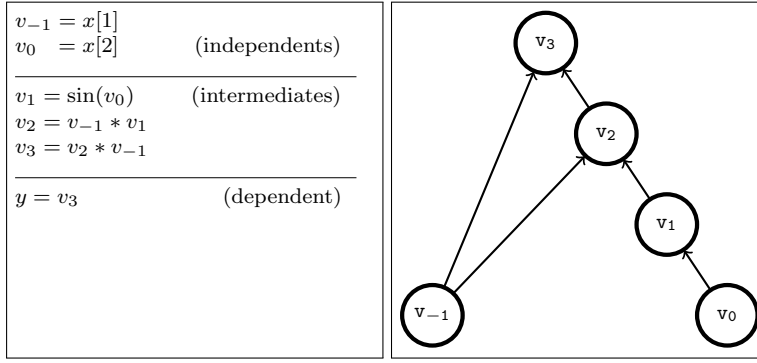 v₋₁ = x[1]
v₀ = x[2] (independents)
v₁ = sin(v₀) (intermediates)
v₂ = v₋₁ * v₁
v₃ = v₂ * v₋₁
y = v₃ (dependent)
v₃
v₂
v₁
v₋₁
v₀